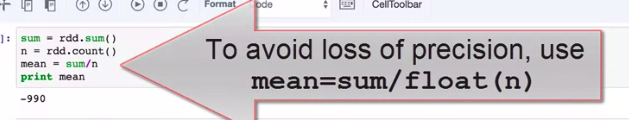 Format
CellToolbar
]:
sum = rdd.sum()
n = rdd.count()
mean = sum/n
print mean
-990
To avoid loss of precision, use
mean=sum/float(n)